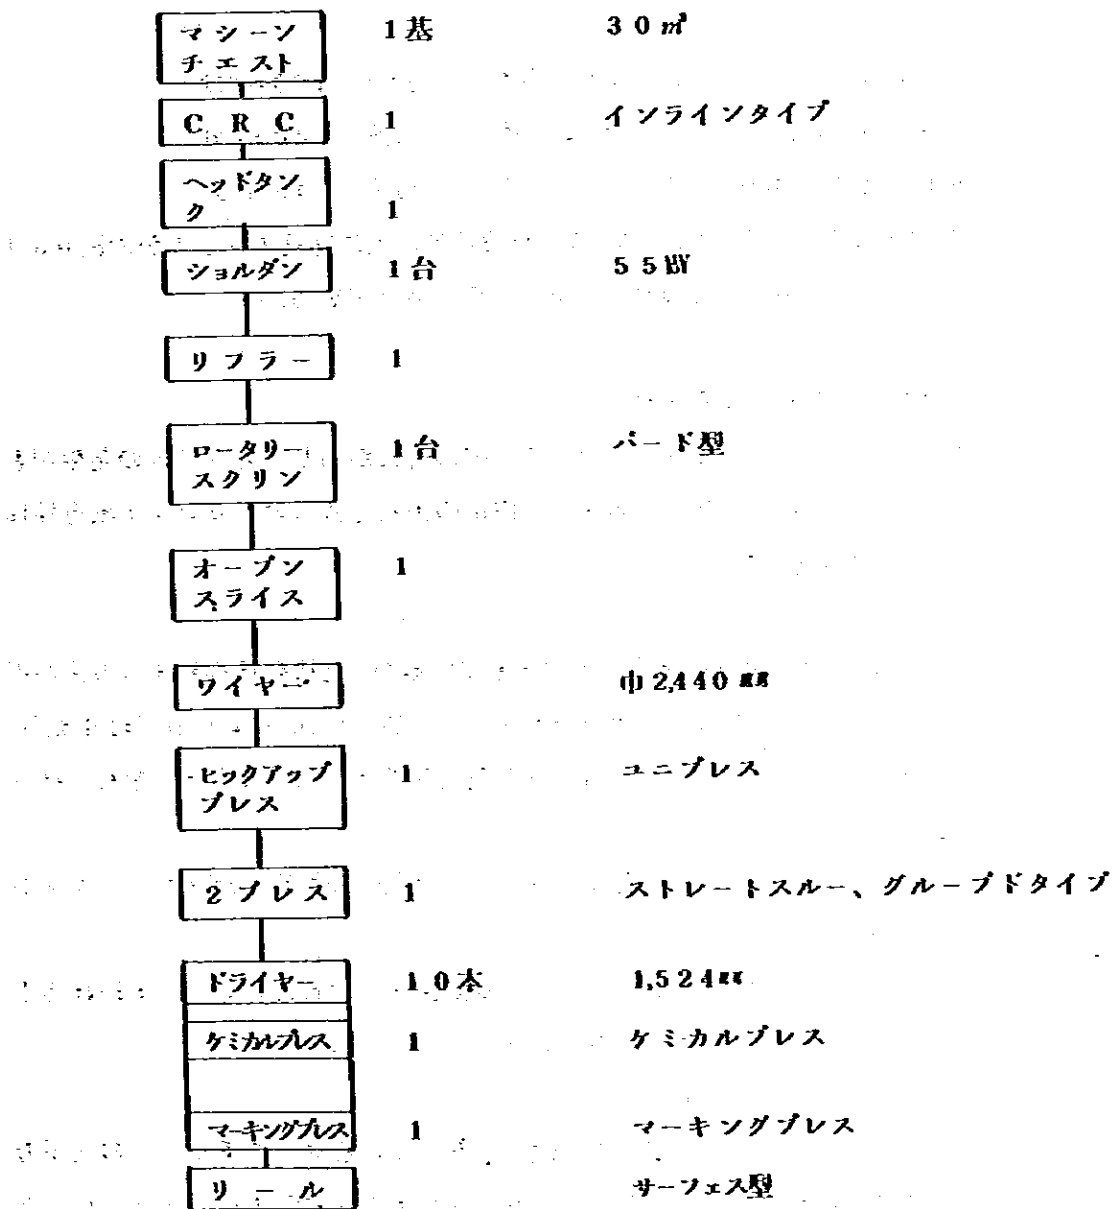 マシーン 1基 30㎥
チエスト
CRC 1 インラインタイプ
ヘッドタン
ク 1
ショルダン 1台 55KW
リフラー 1
ロータリー 1台 バード型
スクリン
オープン 1
スライス
ワイヤー 巾2,440㎜
ピックアップ 1 ユニプレス
プレス
2プレス 1 ストレートスルー、グルーブドタイプ
ドライヤー 10本 1,524㎜
ケミカルプレス 1 ケミカルプレス
マーキングプレス 1 マーキングプレス
リール サーフェス型